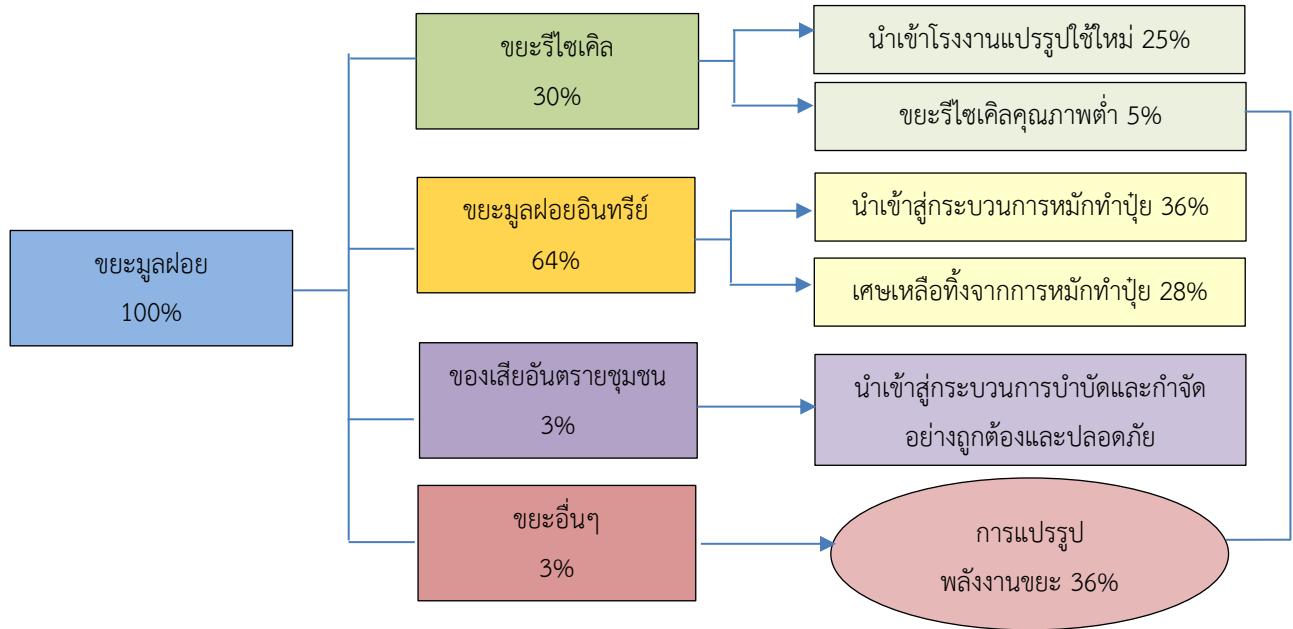 ขยะมูลฝอย
100%
ขยะรีไซเคิล
30%
นำเข้าโรงงานแปรรูปใช้ใหม่ 25%
ขยะรีไซเคิลคุณภาพต่ำ 5%
ขยะมูลฝอยอินทรีย์
64%
นำเข้าสู่กระบวนการหมักทำปุ๋ย 36%
เศษเหลือทิ้งจากการหมักทำปุ๋ย 28%
ของเสียอันตรายชุมชน
3%
นำเข้าสู่กระบวนการบำบัดและกำจัด
อย่างถูกต้องและปลอดภัย
ขยะอื่นๆ
3%
การแปรรูป
พลังงานขยะ 36%